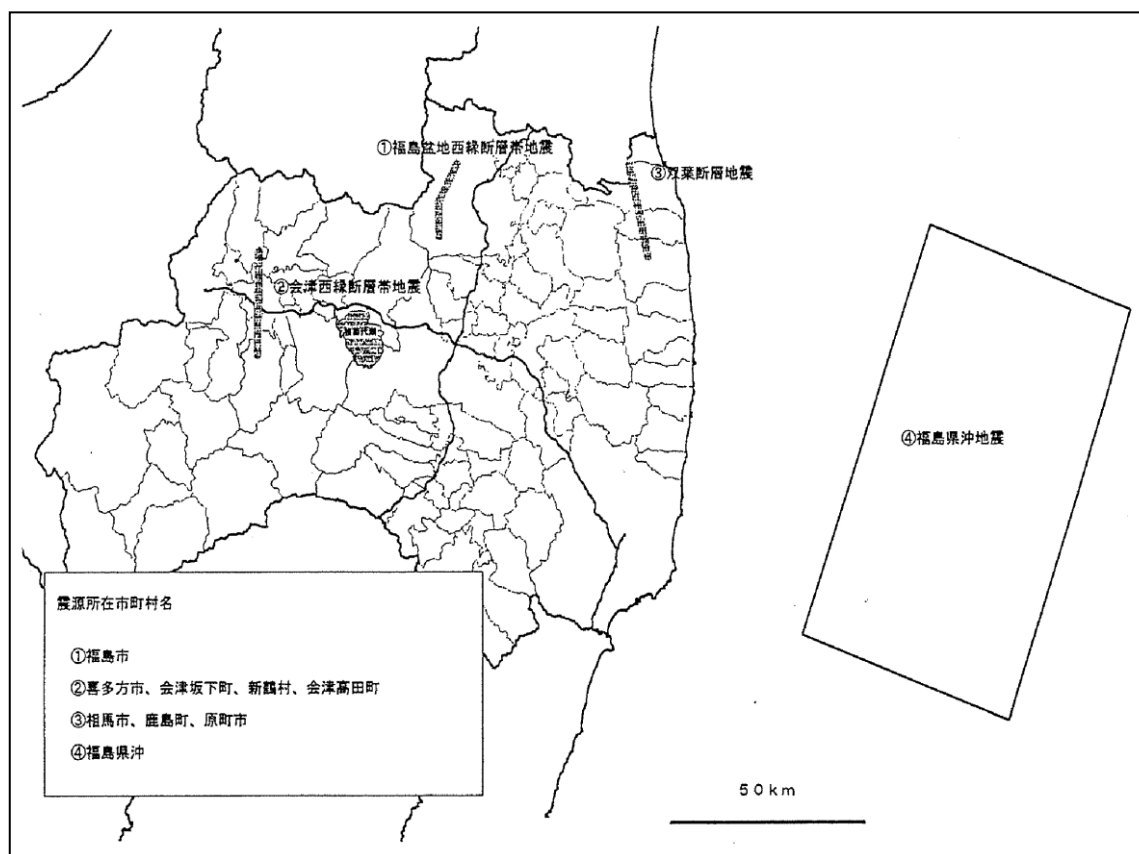 ①福島盆地西縁断層帯地震
③双葉断層地震
②会津西縁断層帯地震
猪苗代湖
④福島県沖地震
震源所在市町村名
①福島市
②喜多方市、会津坂下町、新鶴村、会津高田町
③相馬市、鹿島町、原町市
④福島県沖
50km